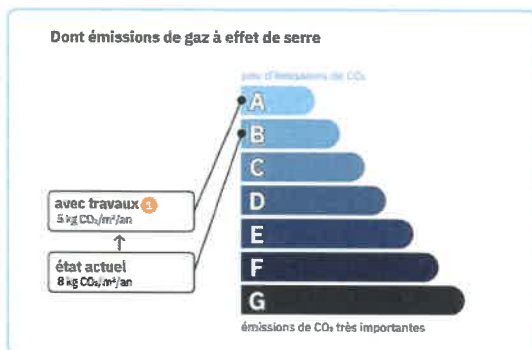 Dont émissions de gaz à effet de serre
peu d'émissions de CO₂
A
B
C
D
E
F
G
avec travaux 1
5 kg CO₂/m²/an
état actuel
8 kg CO₂/m²/an
émissions de CO₂ très importantes